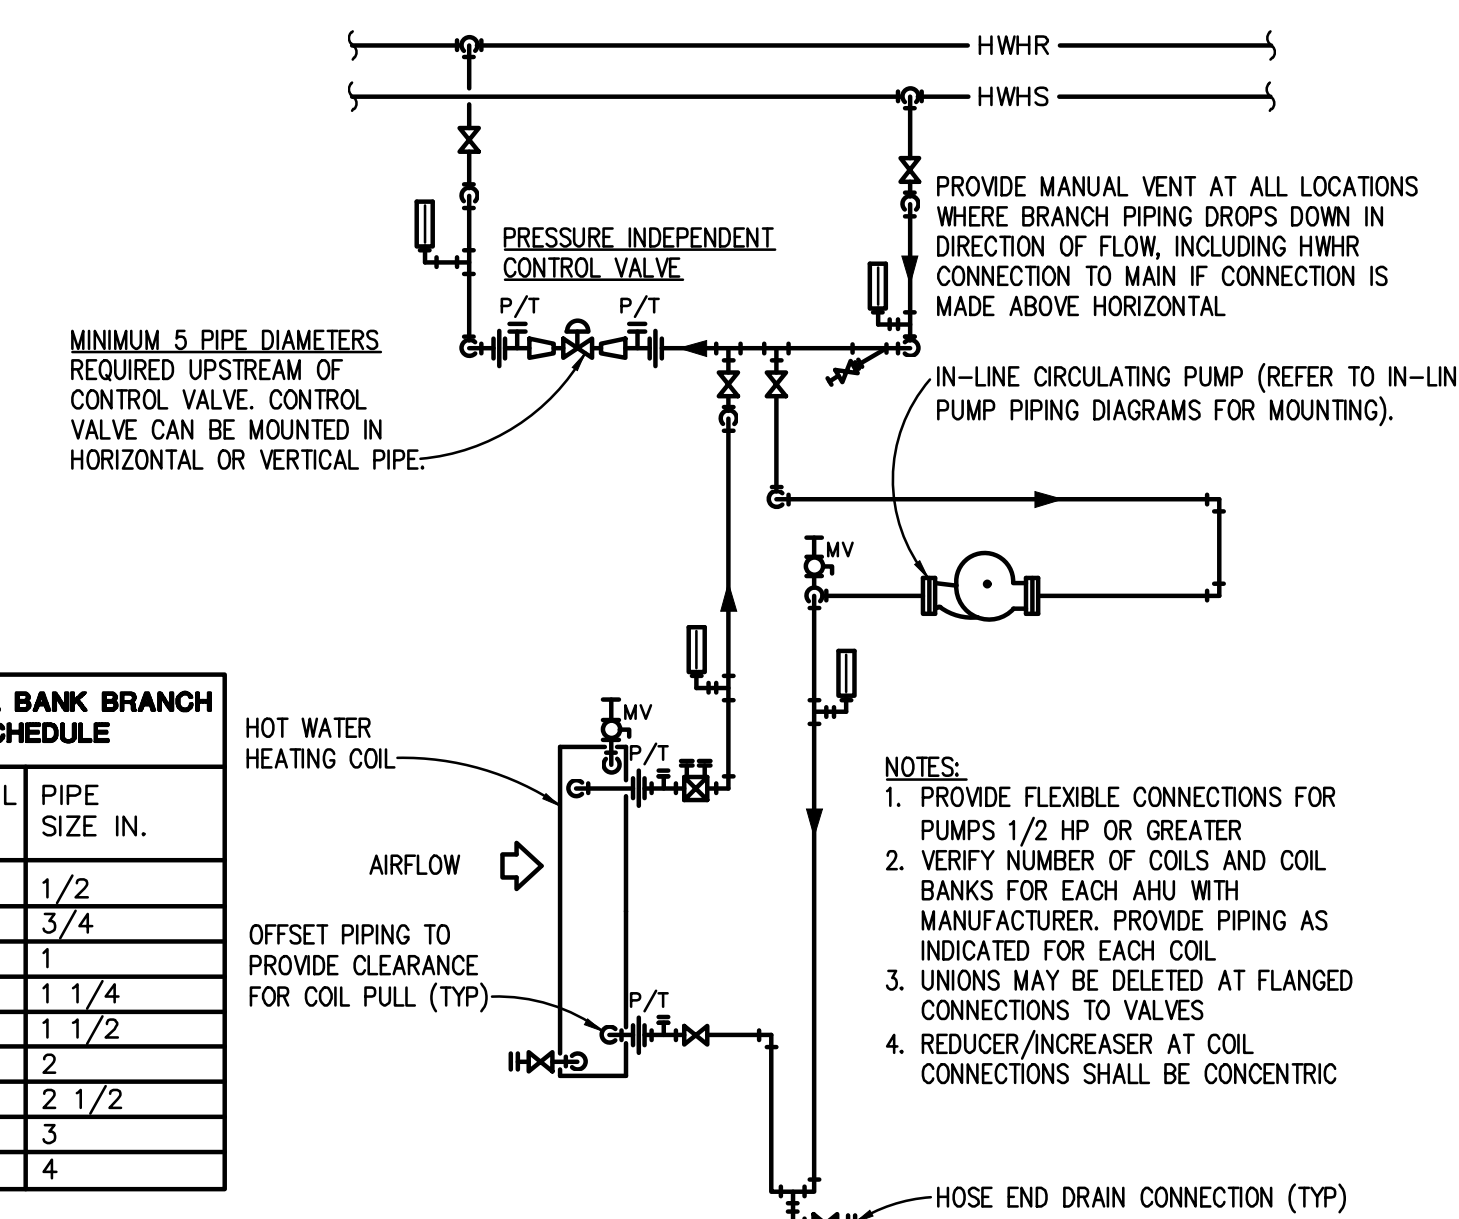 HWHR
HWHS
PROVIDE MANUAL VENT AT ALL LOCATIONS
WHERE BRANCH PIPING DROPS DOWN IN
DIRECTION OF FLOW, INCLUDING HWHR
CONNECTION TO MAIN IF CONNECTION IS
MADE ABOVE HORIZONTAL
PRESSURE INDEPENDENT
CONTROL VALVE
P/T
P/T
MINIMUM 5 PIPE DIAMETERS
REQUIRED UPSTREAM OF
CONTROL VALVE. CONTROL
VALVE CAN BE MOUNTED IN
HORIZONTAL OR VERTICAL PIPE.
IN-LINE CIRCULATING PUMP (REFER TO IN-LIN
PUMP PIPING DIAGRAMS FOR MOUNTING).
MV
BANK BRANCH
CHEDULE
L
PIPE
SIZE IN.
1/2
3/4
1
1 1/4
1 1/2
2
2 1/2
3
4
HOT WATER
HEATING COIL
MV
P/T
AIRFLOW
OFFSET PIPING TO
PROVIDE CLEARANCE
FOR COIL PULL (TYP)
P/T
NOTES:
1. PROVIDE FLEXIBLE CONNECTIONS FOR
PUMPS 1/2 HP OR GREATER
2. VERIFY NUMBER OF COILS AND COIL
BANKS FOR EACH AHU WITH
MANUFACTURER. PROVIDE PIPING AS
INDICATED FOR EACH COIL
3. UNIONS MAY BE DELETED AT FLANGED
CONNECTIONS TO VALVES
4. REDUCER/INCREASER AT COIL
CONNECTIONS SHALL BE CONCENTRIC
HOSE END DRAIN CONNECTION (TYP)